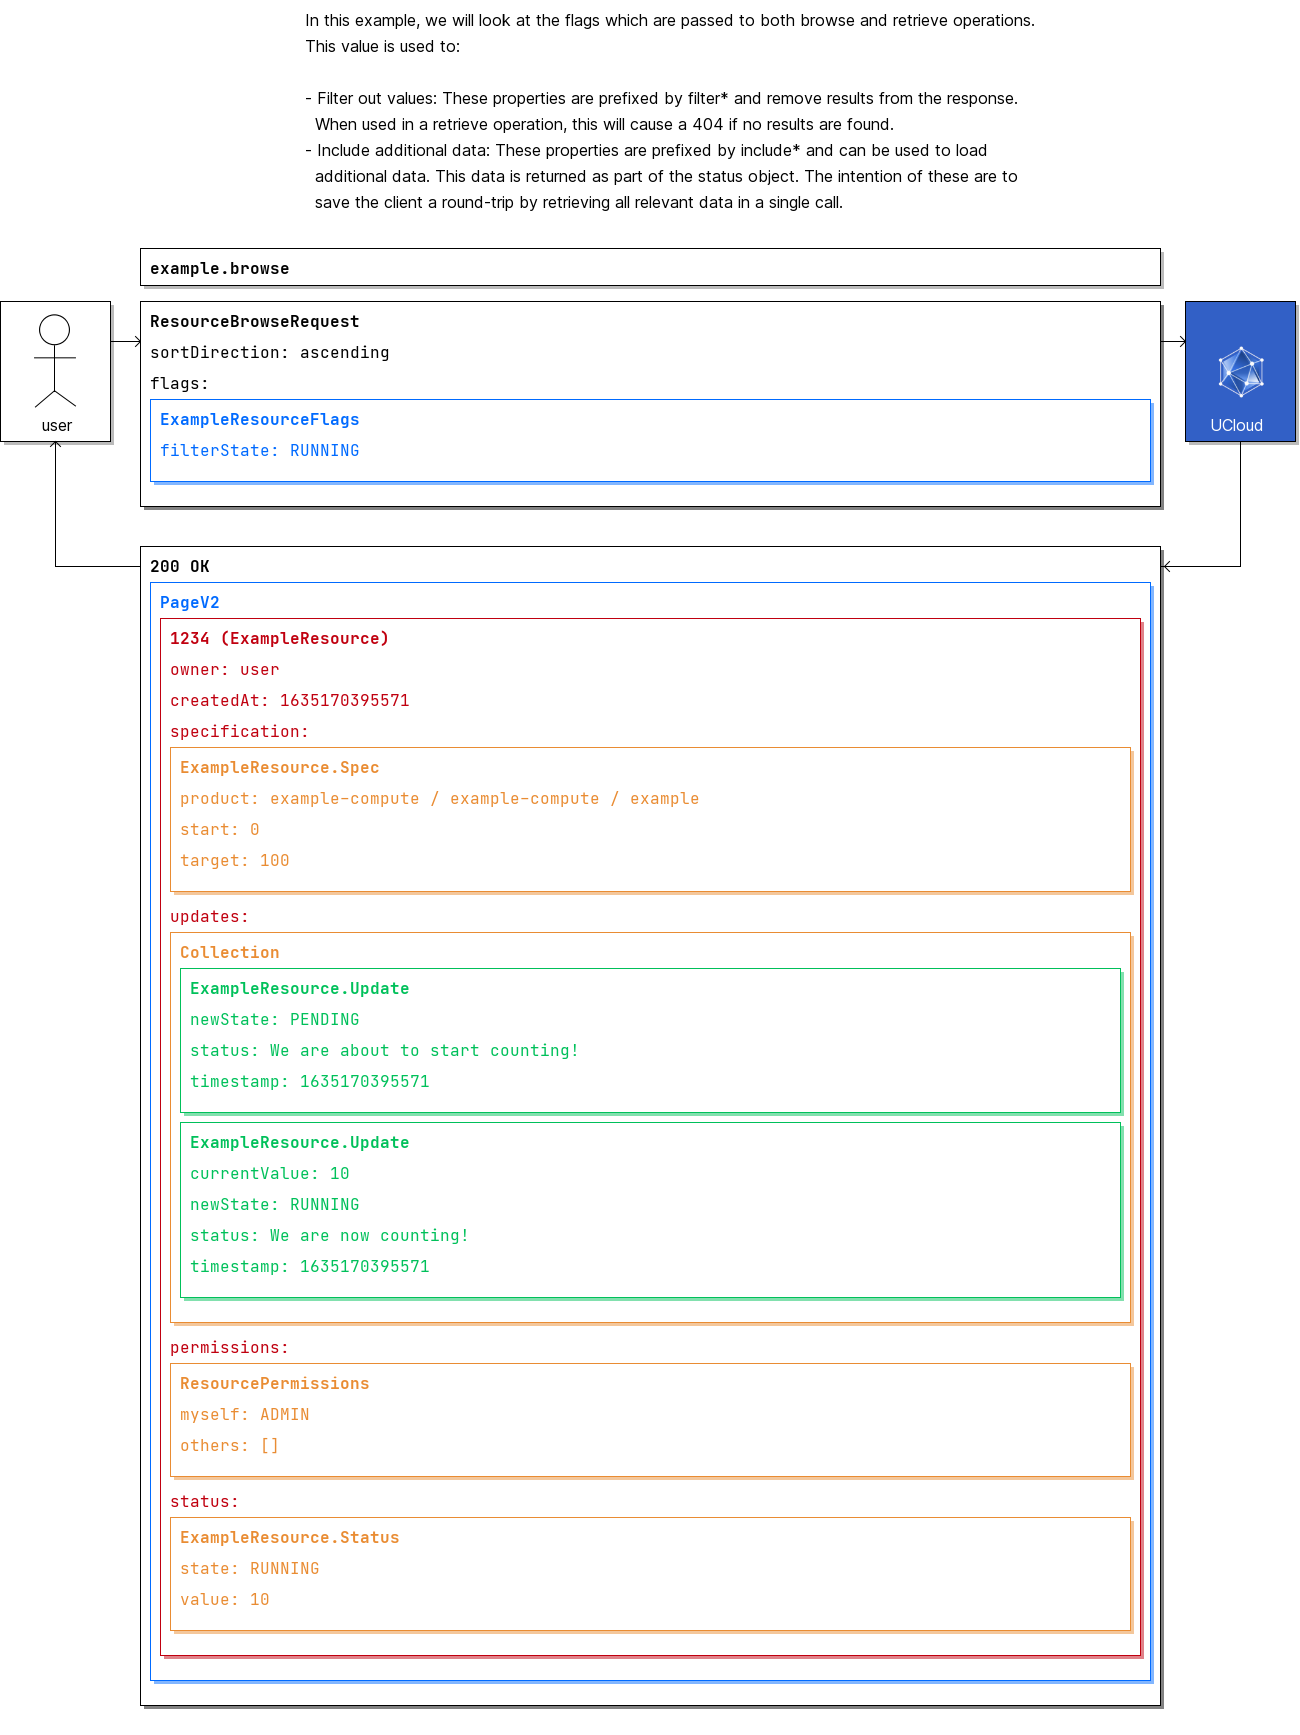 In this example, we will look at the flags which are passed to both browse and retrieve operations.
This value is used to:
- Filter out values: These properties are prefixed by filter* and remove results from the response.
When used in a retrieve operation, this will cause a 404 if no results are found.
- Include additional data: These properties are prefixed by include* and can be used to load
additional data. This data is returned as part of the status object. The intention of these are to
save the client a round-trip by retrieving all relevant data in a single call.
example.browse
user
ResourceBrowseRequest
sortDirection: ascending
flags:
ExampleResourceFlags
filterState: RUNNING
UCloud
200 OK
PageV2
1234 (ExampleResource)
owner: user
createdAt: 1635170395571
specification:
ExampleResource.Spec
product: example-compute / example-compute / example
start: 0
target: 100
updates:
Collection
ExampleResource.Update
newState: PENDING
status: We are about to start counting!
timestamp: 1635170395571
ExampleResource.Update
currentValue: 10
newState: RUNNING
status: We are now counting!
timestamp: 1635170395571
permissions:
ResourcePermissions
myself: ADMIN
others: []
status:
ExampleResource.Status
state: RUNNING
value: 10